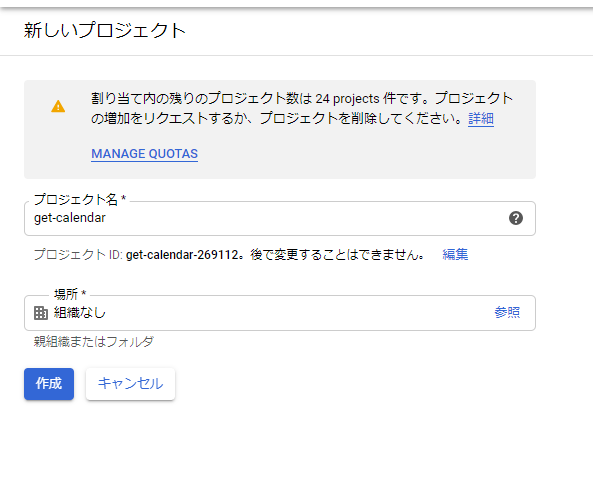 新しいプロジェクト
割り当て内の残りのプロジェクト数は 24 projects 件です。プロジェクト
の増加をリクエストするか、プロジェクトを削除してください。詳細
MANAGE QUOTAS
プロジェクト名 *
get-calendar
プロジェクト ID: get-calendar-269112。後で変更することはできません。 編集
場所 *
組織なし 参照
親組織またはフォルダ
作成 キャンセル